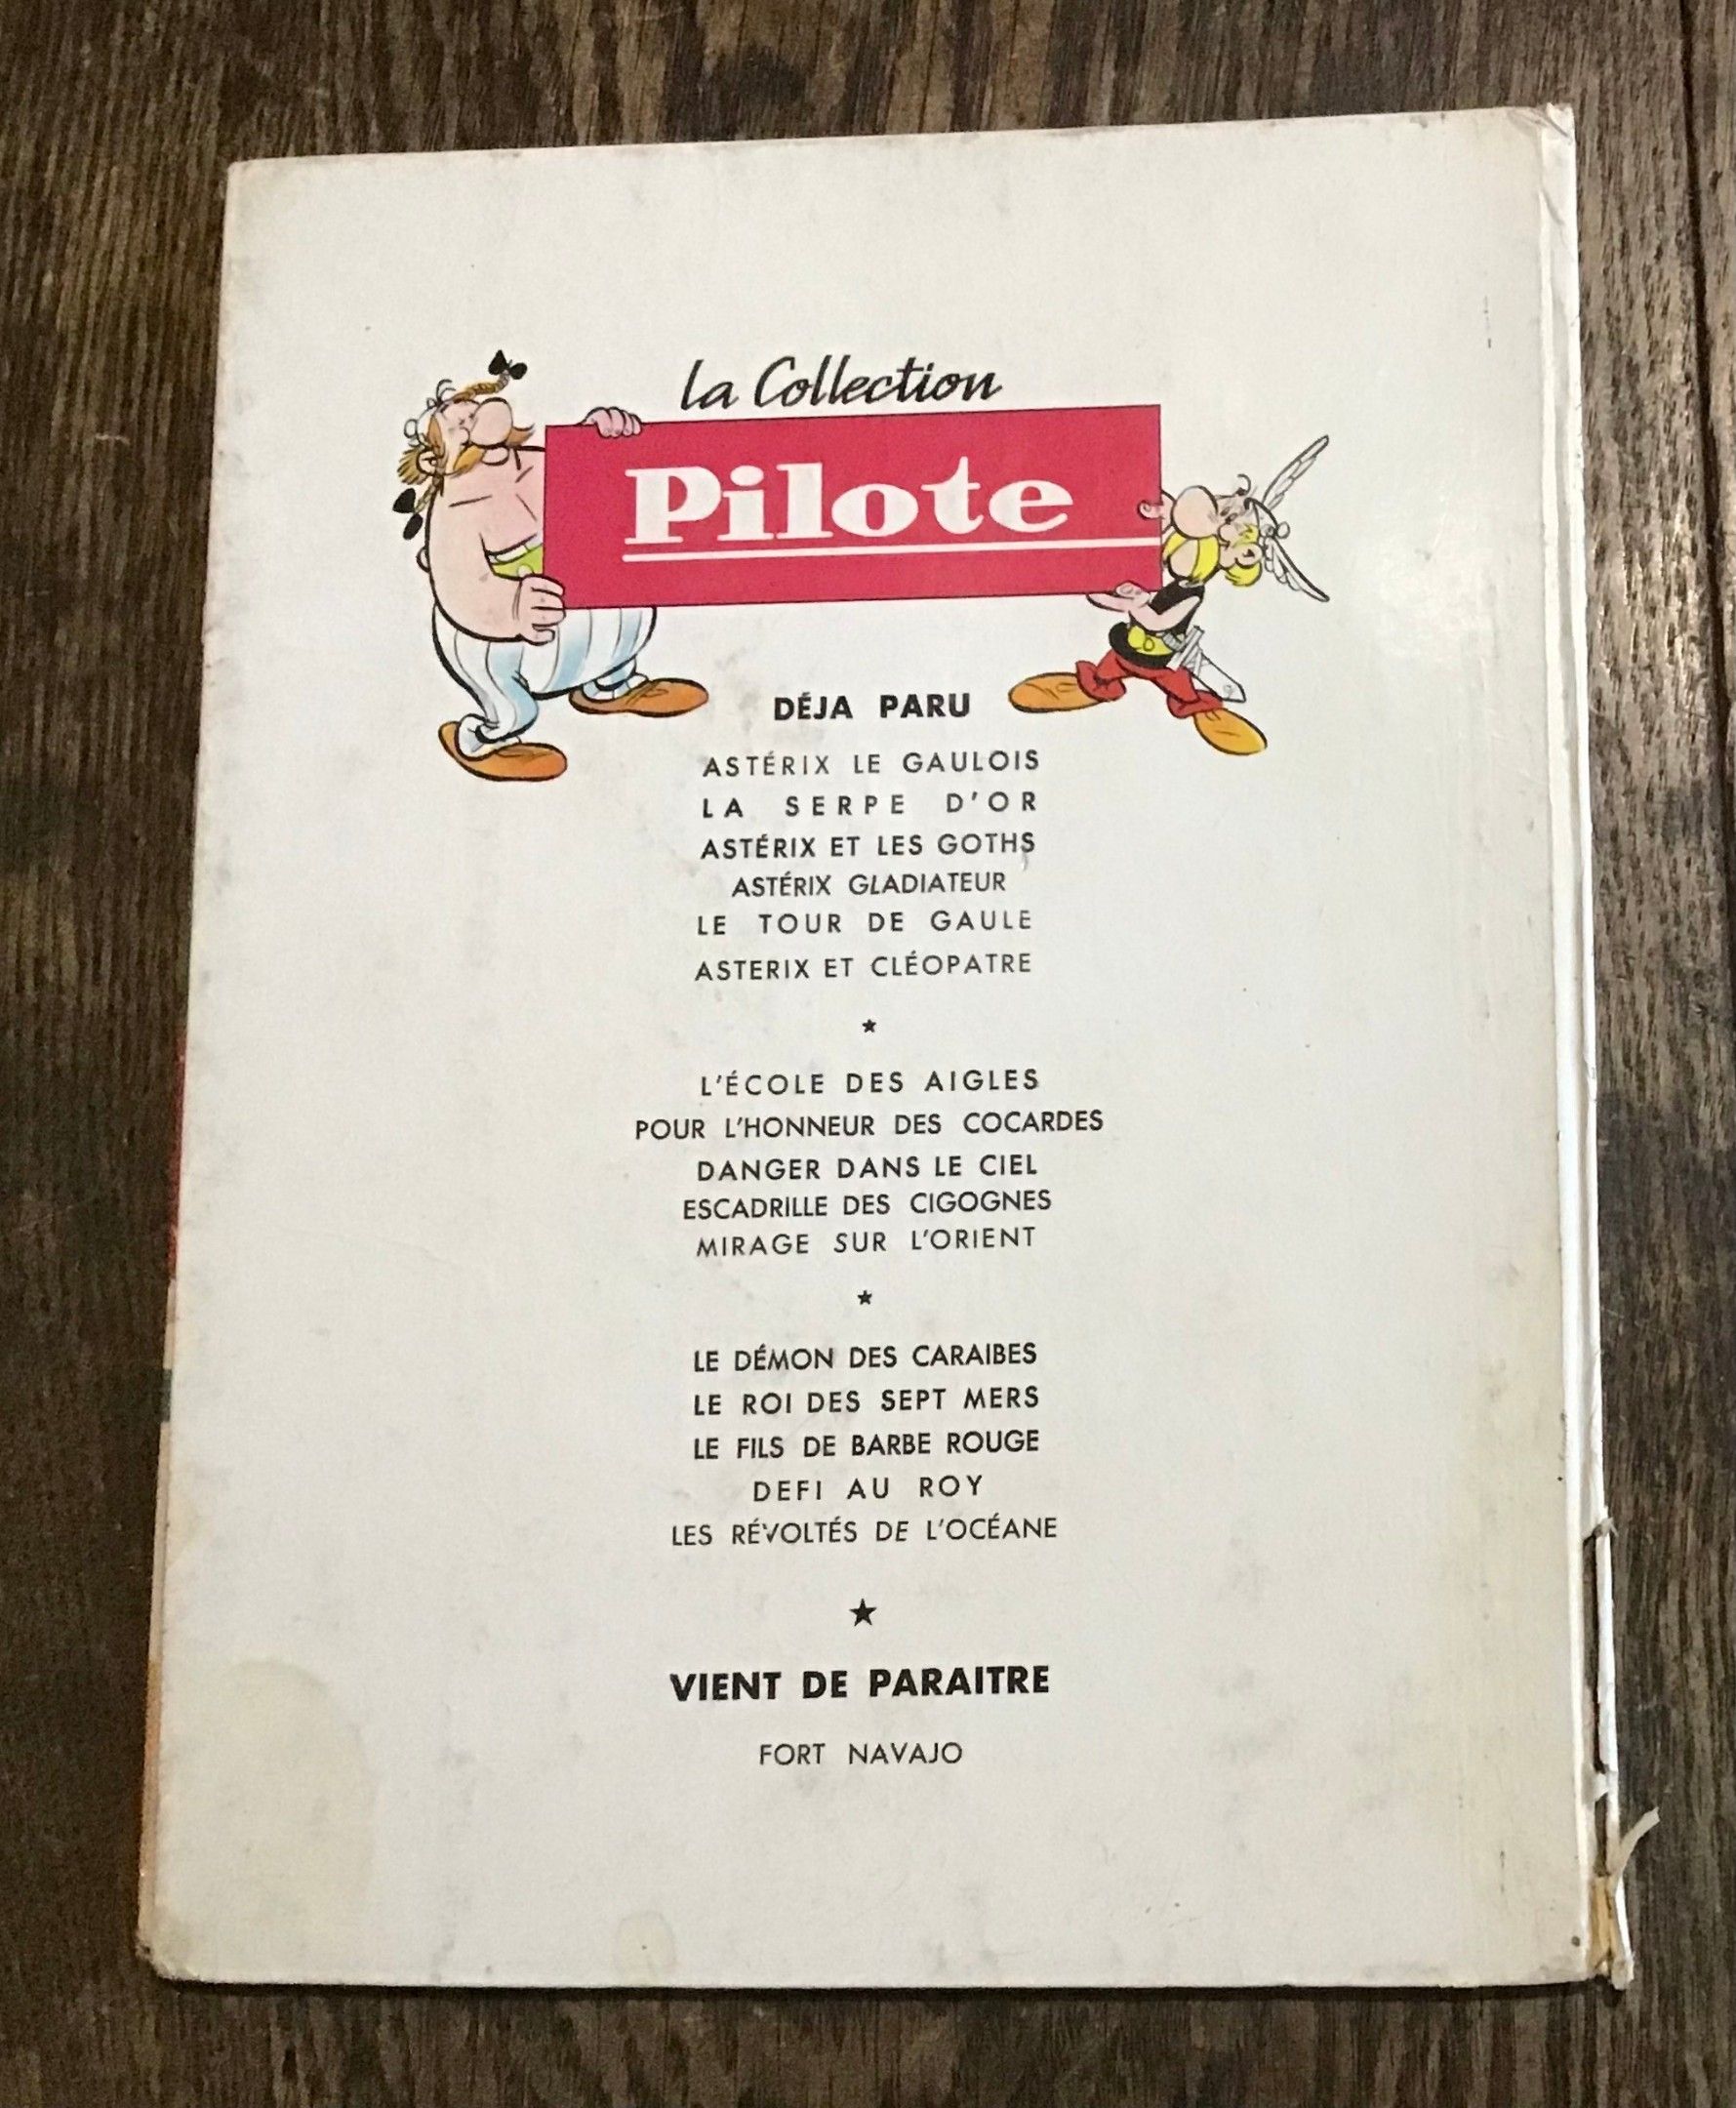 La Collection
Pilote
DÉJA PARU
ASTÉRIX LE GAULOIS
LA SERPE D'OR
ASTÉRIX ET LES GOTHS
ASTÉRIX GLADIATEUR
LE TOUR DE GAULE
ASTERIX ET CLÉOPATRE
★
L'ÉCOLE DES AIGLES
POUR L'HONNEUR DES COCARDES
DANGER DANS LE CIEL
ESCADRILLE DES CIGOGNES
MIRAGE SUR L'ORIENT
★
LE DÉMON DES CARAIBES
LE ROI DES SEPT MERS
LE FILS DE BARBE ROUGE
DEFI AU ROY
LES RÉVOLTÉS DE L'OCÉANE
★
VIENT DE PARAITRE
FORT NAVAJO